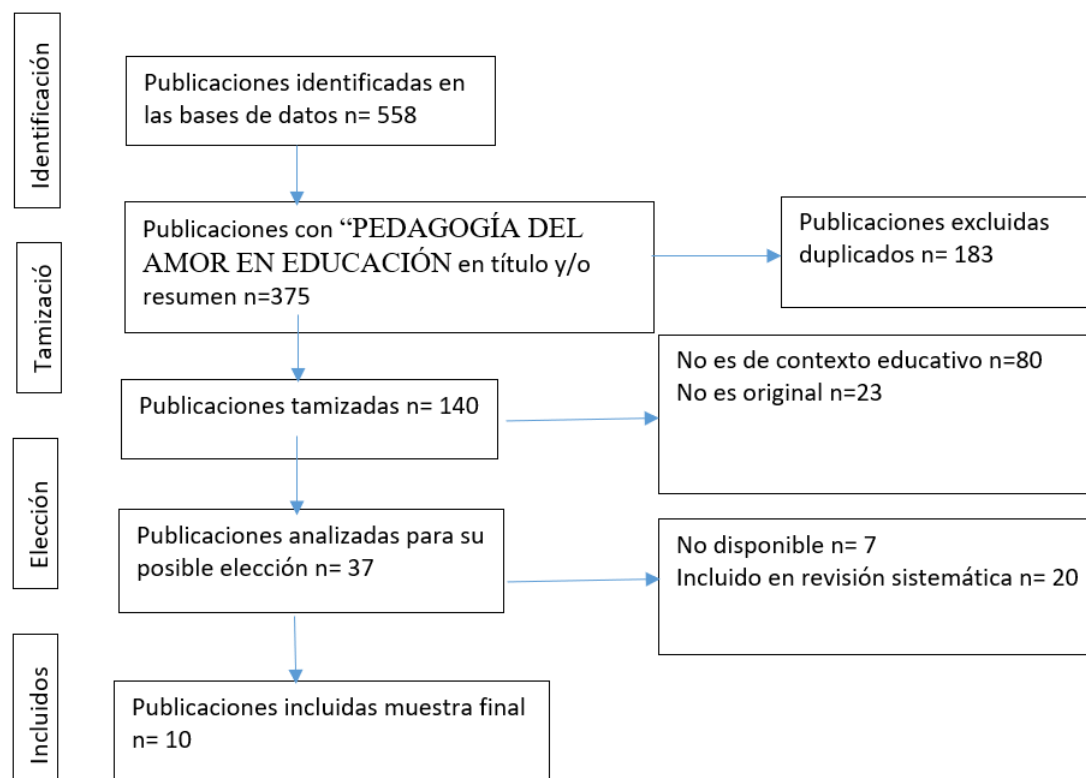 Identificación
Publicaciones identificadas en
las bases de datos n= 558
Publicaciones con “PEDAGOGÍA DEL
AMOR EN EDUCACIÓN en título y/o
resumen n=375
Publicaciones excluidas
duplicados n= 183
Tamizació
Publicaciones tamizadas n= 140
No es de contexto educativo n=80
No es original n=23
Elección
Publicaciones analizadas para su
posible elección n= 37
No disponible n= 7
Incluido en revisión sistemática n= 20
Incluidos
Publicaciones incluidas muestra final
n= 10